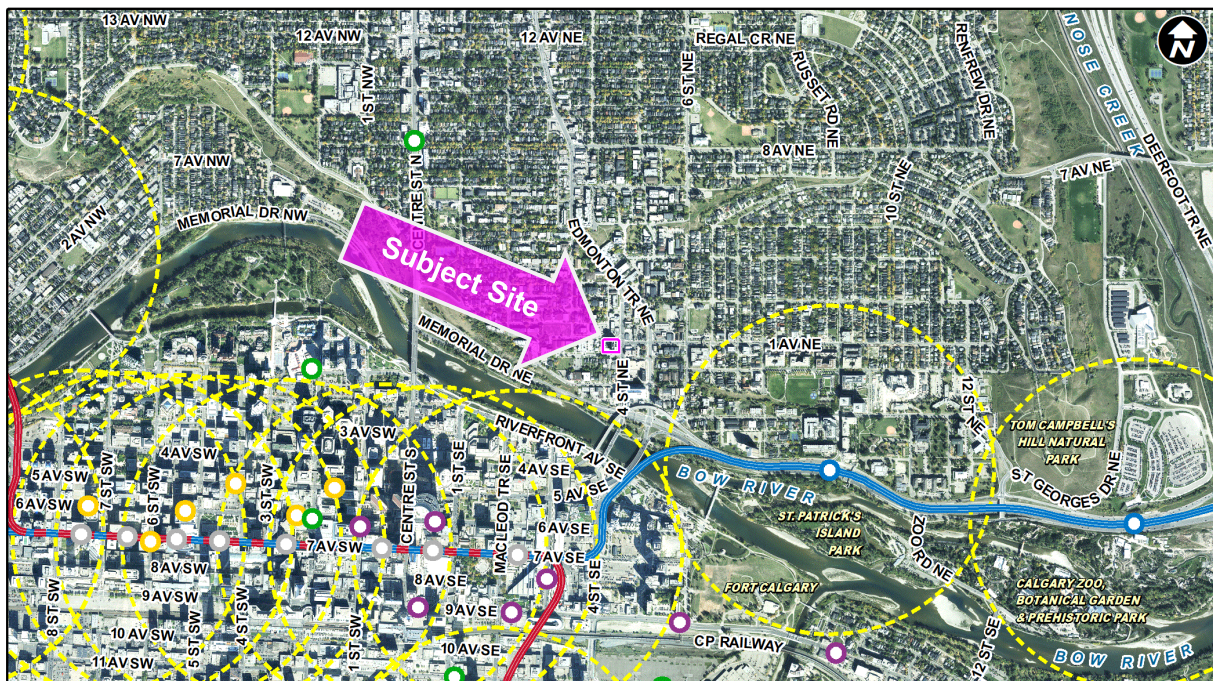 13 AV NW
12 AV NW
12 AV NE
REGAL CR NE
N
1 ST NW
6 ST NE
RUSSET RD NE
RENFREW DR NE
NOSE CREEK
DEERFOOT TR NE
7 AV NW
8 AV NE
7 AV NE
10 ST NE
2 AV NW
MEMORIAL DR NW
CENTRE ST N
EDMONTON TR NE
Subject Site
MEMORIAL DR NE
1 AV NE
4 ST NE
12 ST NE
TOM CAMPBELL'S
HILL NATURAL
PARK
ST GEORGES DR NE
RIVERFRONT AV SE
3 AV SW
4 AV SW
5 AV SW
6 AV SW
7 ST SW
6 ST SW
3 ST SW
CENTRE ST S
1 ST SE
MACLEOD TR SE
4 AV SE
5 AV SE
6 AV SE
7 AV SE
7 AV SW
BOW RIVER
ST. PATRICK'S
ISLAND
PARK
ZOO RD NE
8 AV SW
9 AV SW
10 AV SW
11 AV SW
8 ST SW
5 ST SW
4 ST SW
1 ST SW
8 AV SE
9 AV SE
10 AV SE
4 ST SE
FORT CALGARY
CALGARY ZOO,
BOTANICAL GARDEN
& PREHISTORIC PARK
CP RAILWAY
12 ST SE
BOW RIVER